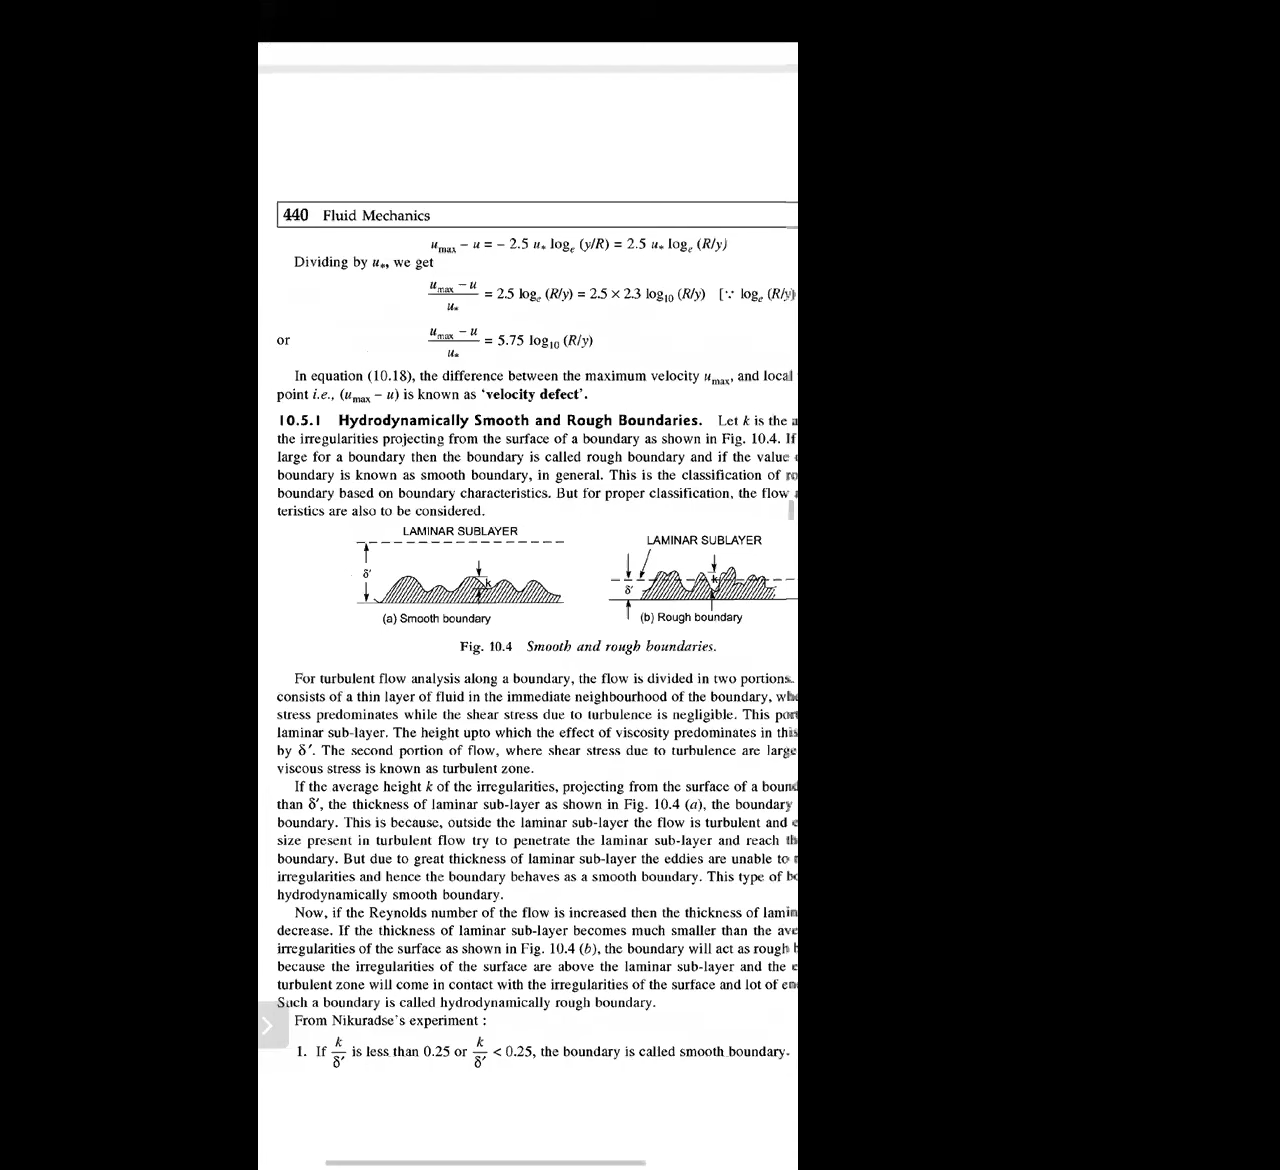 440 Fluid Mechanics
u_max − u = − 2.5 u_* log_e (y/R) = 2.5 u_* log_e (R/y)
Dividing by u_*, we get
(u_max − u)/u_* = 2.5 log_e (R/y) = 2.5 × 2.3 log_10 (R/y) [∵ log_e (R/y)
or (u_max − u)/u_* = 5.75 log_10 (R/y)
In equation (10.18), the difference between the maximum velocity u_max, and local
point i.e., (u_max − u) is known as 'velocity defect'.
10.5.1 Hydrodynamically Smooth and Rough Boundaries. Let k is the
the irregularities projecting from the surface of a boundary as shown in Fig. 10.4. If
large for a boundary then the boundary is called rough boundary and if the value
boundary is known as smooth boundary, in general. This is the classification of
boundary based on boundary characteristics. But for proper classification, the flow
teristics are also to be considered.
LAMINAR SUBLAYER
δ′
k
(a) Smooth boundary
LAMINAR SUBLAYER
δ′
k
(b) Rough boundary
Fig. 10.4 Smooth and rough boundaries.
For turbulent flow analysis along a boundary, the flow is divided in two portions.
consists of a thin layer of fluid in the immediate neighbourhood of the boundary,
stress predominates while the shear stress due to turbulence is negligible. This
laminar sub-layer. The height upto which the effect of viscosity predominates in this
by δ′. The second portion of flow, where shear stress due to turbulence are large
viscous stress is known as turbulent zone.
If the average height k of the irregularities, projecting from the surface of a
than δ′, the thickness of laminar sub-layer as shown in Fig. 10.4 (a), the boundary
boundary. This is because, outside the laminar sub-layer the flow is turbulent and
size present in turbulent flow try to penetrate the laminar sub-layer and reach
boundary. But due to great thickness of laminar sub-layer the eddies are unable to
irregularities and hence the boundary behaves as a smooth boundary. This type of
hydrodynamically smooth boundary.
Now, if the Reynolds number of the flow is increased then the thickness of
decrease. If the thickness of laminar sub-layer becomes much smaller than the
irregularities of the surface as shown in Fig. 10.4 (b), the boundary will act as rough
because the irregularities of the surface are above the laminar sub-layer and the
turbulent zone will come in contact with the irregularities of the surface and lot of
Such a boundary is called hydrodynamically rough boundary.
From Nikuradse's experiment :
1. If k/δ′ is less than 0.25 or k/δ′ < 0.25, the boundary is called smooth boundary.